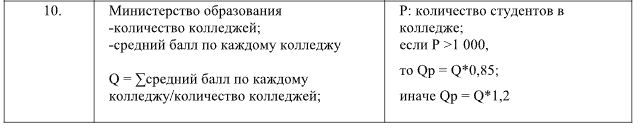 10.
Министерство образования
-количество колледжей;
-средний балл по каждому колледжу
Q = ∑средний балл по каждому
колледжу/количество колледжей;
P: количество студентов в
колледже;
если P >1 000,
то Qp = Q*0,85;
иначе Qp = Q*1,2